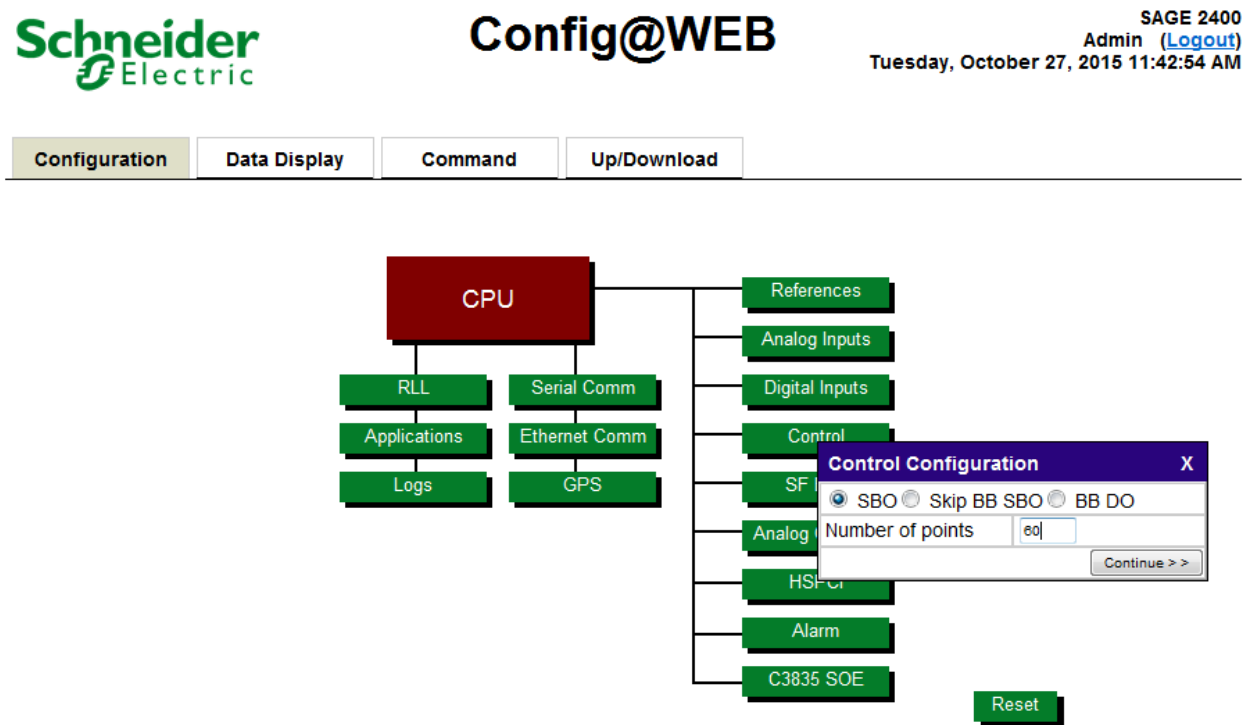 Schneider
Electric
Config@WEB
SAGE 2400
Admin (Logout)
Tuesday, October 27, 2015 11:42:54 AM
Configuration
Data Display
Command
Up/Download
CPU
RLL
Serial Comm
Applications
Ethernet Comm
Logs
GPS
References
Analog Inputs
Digital Inputs
Control
SF
Analog
Alarm
C3835 SOE
Control Configuration X
SBO Skip BB SBO BB DO
Number of points 60
Continue > >
Reset